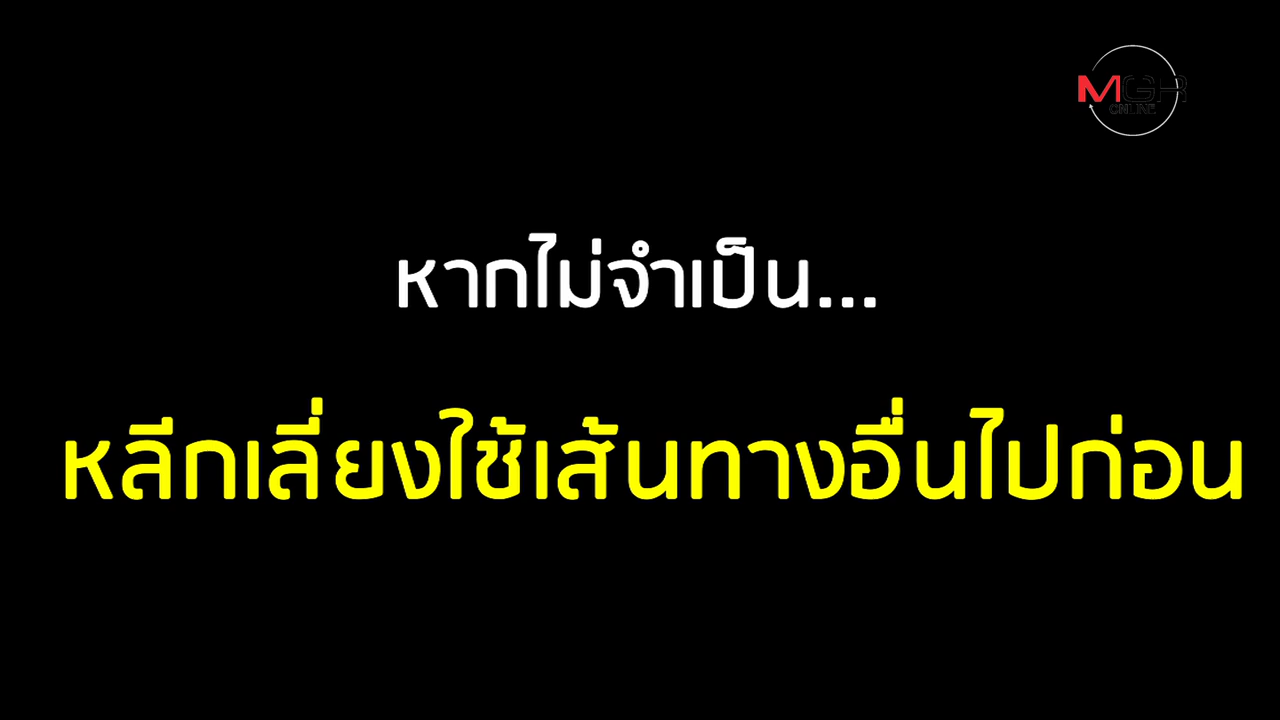 MGR
ONLINE
หากไม่จำเป็น...
หลีกเลี่ยงใช้เส้นทางอื่นไปก่อน